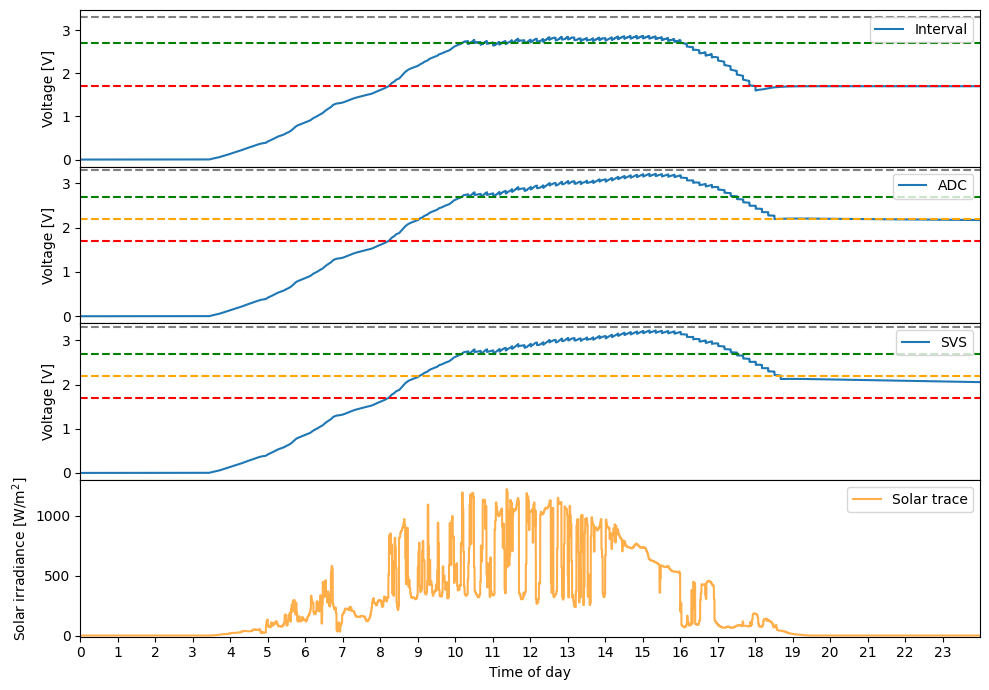 Voltage [V]
3
2
1
0
Interval
Voltage [V]
3
2
1
0
ADC
Voltage [V]
3
2
1
0
SVS
Solar irradiance [W/m²]
1000
500
0
Solar trace
0 1 2 3 4 5 6 7 8 9 10 11 12 13 14 15 16 17 18 19 20 21 22 23
Time of day